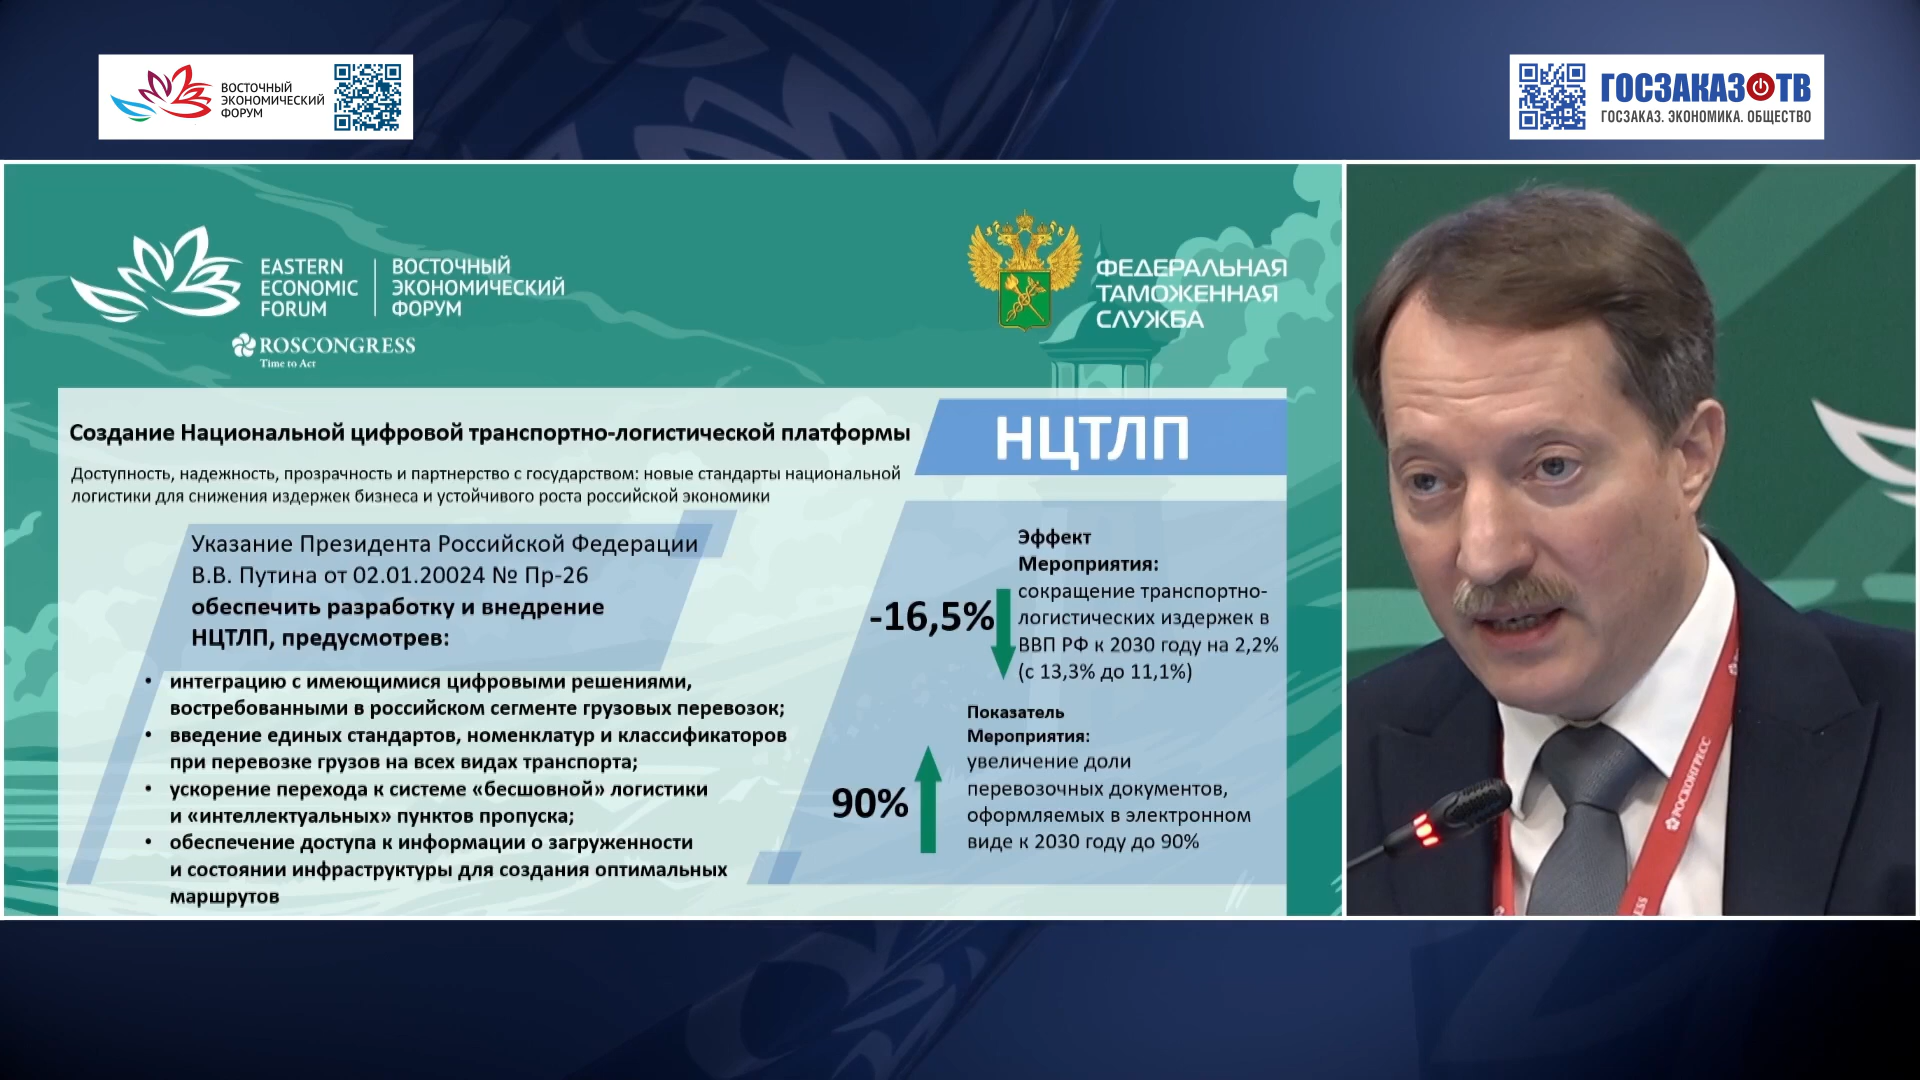 ВОСТОЧНЫЙ
ЭКОНОМИЧЕСКИЙ
ФОРУМ
ГОСЗАКАЗ ТВ
ГОСЗАКАЗ. ЭКОНОМИКА. ОБЩЕСТВО
EASTERN
ECONOMIC
FORUM
ВОСТОЧНЫЙ
ЭКОНОМИЧЕСКИЙ
ФОРУМ
ROSCONGRESS
Time to Act
ФЕДЕРАЛЬНАЯ
ТАМОЖЕННАЯ
СЛУЖБА
Создание Национальной цифровой транспортно-логистической платформы
НЦТЛП
Доступность, надежность, прозрачность и партнерство с государством: новые стандарты национальной
логистики для снижения издержек бизнеса и устойчивого роста российской экономики
Указание Президента Российской Федерации
В.В. Путина от 02.01.20024 № Пр-26
обеспечить разработку и внедрение
НЦТЛП, предусмотрев:
• интеграцию с имеющимися цифровыми решениями,
востребованными в российском сегменте грузовых перевозок;
• введение единых стандартов, номенклатур и классификаторов
при перевозке грузов на всех видах транспорта;
• ускорение перехода к системе «бесшовной» логистики
и «интеллектуальных» пунктов пропуска;
• обеспечение доступа к информации о загруженности
и состоянии инфраструктуры для создания оптимальных
маршрутов
-16,5%
Эффект
Мероприятия:
сокращение транспортно-
логистических издержек в
ВВП РФ к 2030 году на 2,2%
(с 13,3% до 11,1%)
90%
Показатель
Мероприятия:
увеличение доли
перевозочных документов,
оформляемых в электронном
виде к 2030 году до 90%
РОСКОНГРЕСС
ESS